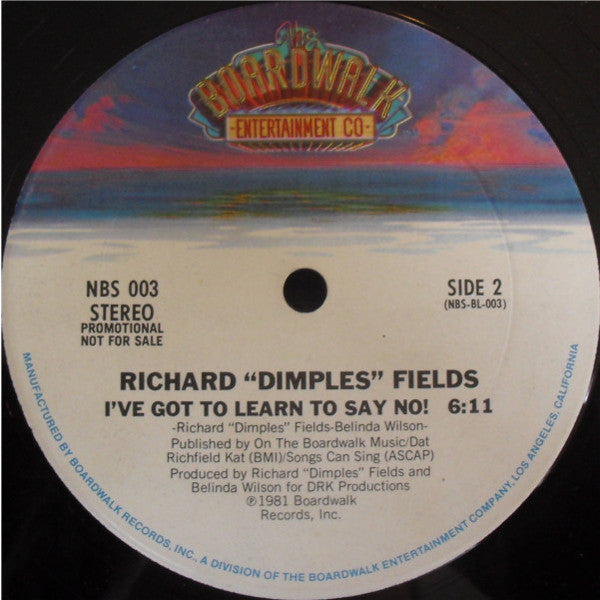 The
BOARDWALK
-ENTERTAINMENT CO-
NBS 003
STEREO
PROMOTIONAL
NOT FOR SALE
SIDE 2
(NBS-BL-003)
RICHARD “DIMPLES” FIELDS
I'VE GOT TO LEARN TO SAY NO! 6:11
-Richard “Dimples” Fields-Belinda Wilson-
Published by On The Boardwalk Music/Dat
Richfield Kat (BMI)/Songs Can Sing (ASCAP)
Produced by Richard “Dimples” Fields and
Belinda Wilson for DRK Productions
℗1981 Boardwalk
Records, Inc.
MANUFACTURED BY BOARDWALK RECORDS, INC., A DIVISION OF THE BOARDWALK ENTERTAINMENT COMPANY, LOS ANGELES, CALIFORNIA